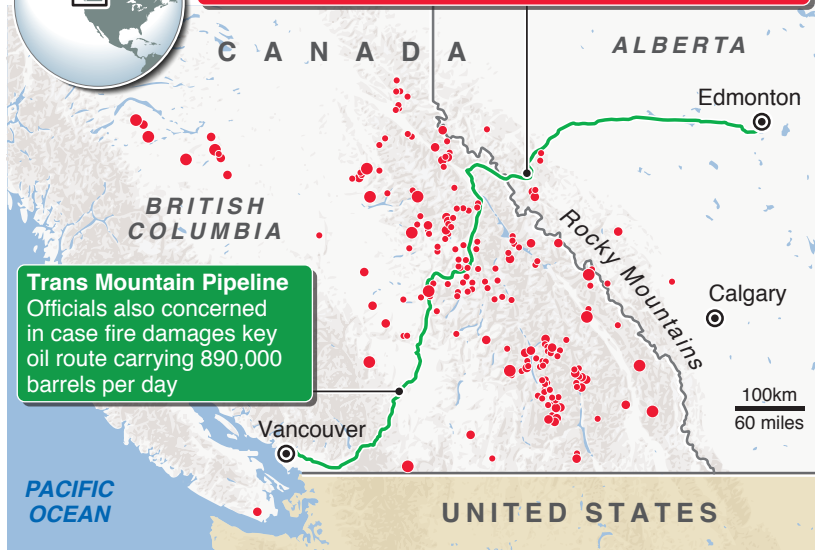 CANADA
ALBERTA
Edmonton
BRITISH
COLUMBIA
Rocky Mountains
Trans Mountain Pipeline
Officials also concerned
in case fire damages key
oil route carrying 890,000
barrels per day
Calgary
100km
60 miles
Vancouver
PACIFIC
OCEAN
UNITED STATES